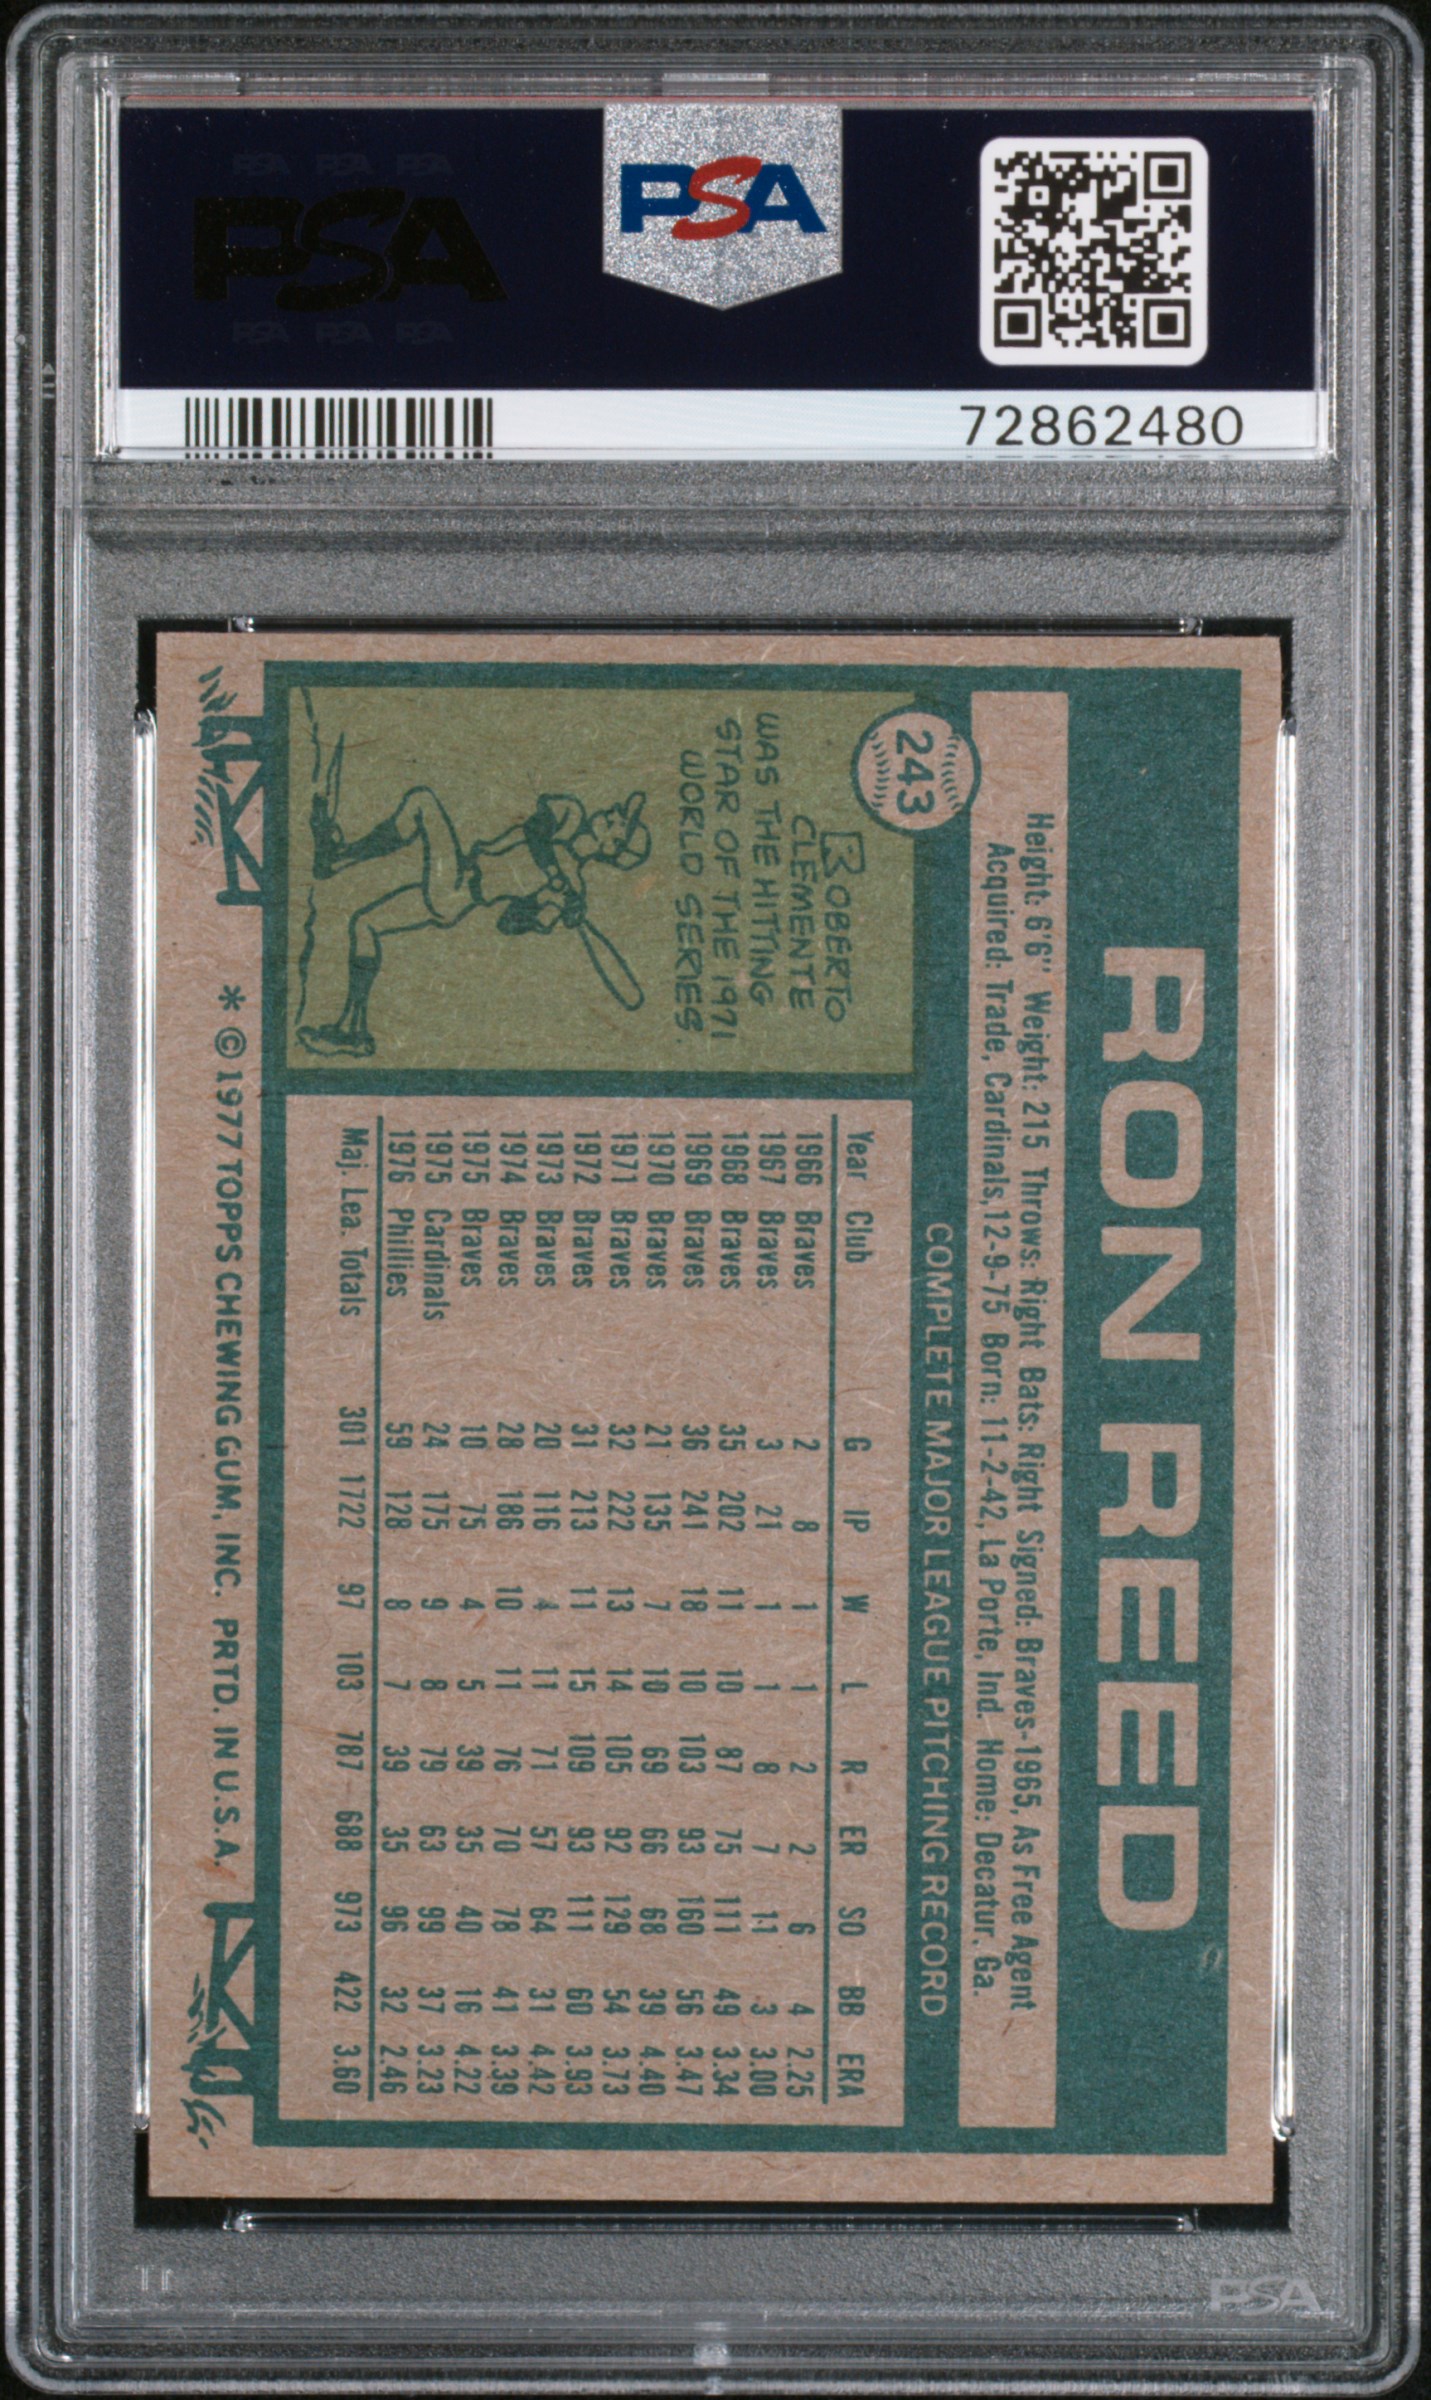 PSA PSA PSA
PSA
PSA PSA PSA
PSA
72862480
RON REED
Height: 6'6" Weight: 215 Throws: Right Bats: Right Signed: Braves-1965, As Free Agent
Acquired: Trade, Cardinals, 12-9-75 Born: 11-2-42, La Porte, Ind. Home: Decatur, Ga.
243
COMPLETE MAJOR LEAGUE PITCHING RECORD
ROBERTO
CLEMENTE
WAS THE HITTING
STAR OF THE 1971
WORLD SERIES.
Year Club G IP W L R ER SO BB ERA
1966 Braves 2 8 1 1 2 2 6 4 2.25
1967 Braves 3 21 1 1 8 7 11 3 3.00
1968 Braves 35 202 11 10 87 75 111 49 3.34
1969 Braves 36 241 18 10 103 93 160 56 3.47
1970 Braves 21 135 7 10 69 66 68 39 4.40
1971 Braves 32 222 13 14 105 92 129 54 3.73
1972 Braves 31 213 11 15 109 93 111 60 3.93
1973 Braves 20 116 4 11 71 57 64 31 4.42
1974 Braves 28 186 10 11 76 70 78 41 3.39
1975 Braves 10 75 4 5 39 35 40 16 4.22
1975 Cardinals 24 175 9 8 79 63 99 37 3.23
1976 Phillies 59 128 8 7 39 35 96 32 2.46
Maj. Lea. Totals 301 1722 97 103 787 688 973 422 3.60
* © 1977 TOPPS CHEWING GUM, INC. PRTD. IN U.S.A.
PSA